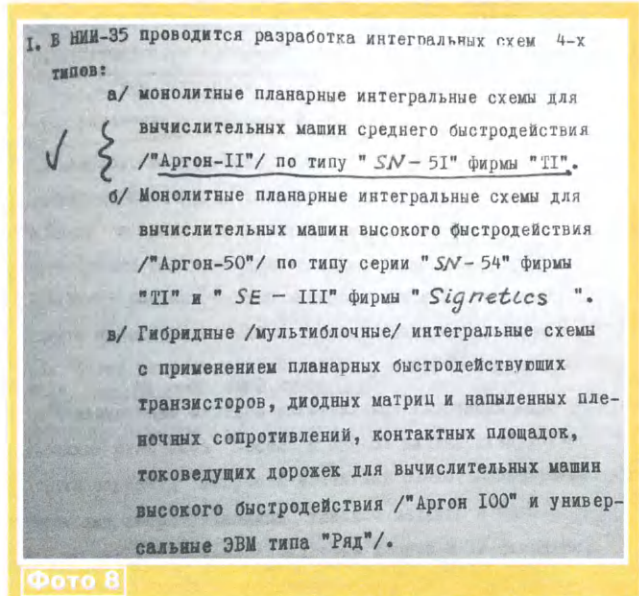 I. В НИИ-35 проводится разработка интегральных схем 4-х
типов:
а/ монолитные планарные интегральные схемы для
вычислительных машин среднего быстродействия
/"Аргон-II"/ по типу " SN - 5I" фирмы "TI".
б/ Монолитные планарные интегральные схемы для
вычислительных машин высокого быстродействия
/"Аргон-50"/ по типу серии " SN - 54" фирмы
"TI" и " SE - III" фирмы " Signetics ".
в/ Гибридные /мультиблочные/ интегральные схемы
с применением планарных быстродействующих
транзисторов, диодных матриц и напыленных пле-
ночных сопротивлений, контактных площадок,
токоведущих дорожек для вычислительных машин
высокого быстродействия /"Аргон I00" и универ-
сальные ЭВМ типа "Ряд"/.
Фото 8